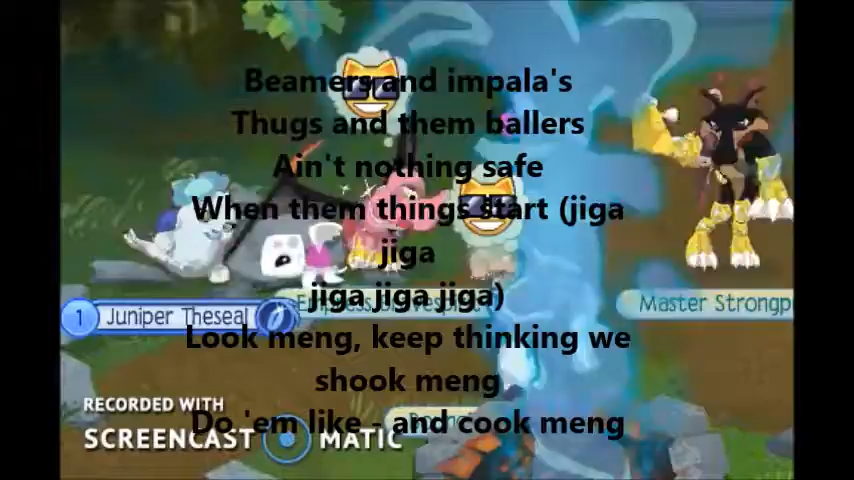 Beamers and impala's
Thugs and them ballers
Ain't nothing safe
When them things start (jiga
jiga
jiga jiga jiga)
1 Juniper Theseal
Empress
Master Strongp
Look meng, keep thinking we
shook meng
Do 'em like - and cook meng
RECORDED WITH
SCREENCAST MATIC